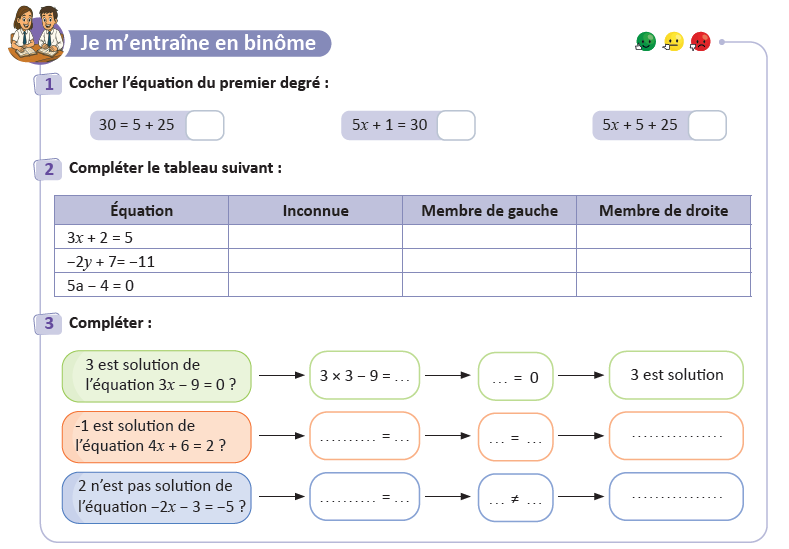 Je m'entraîne en binôme
1 Cocher l'équation du premier degré :
30 = 5 + 25 5x + 1 = 30 5x + 5 + 25
2 Compléter le tableau suivant :
Équation Inconnue Membre de gauche Membre de droite
3x + 2 = 5
−2y + 7= −11
5a − 4 = 0
3 Compléter :
3 est solution de
l'équation 3x − 9 = 0 ?
3 × 3 − 9 = ...
... = 0
3 est solution
-1 est solution de
l'équation 4x + 6 = 2 ?
.......... = ...
... = ...
................
2 n'est pas solution de
l'équation −2x − 3 = −5 ?
.......... = ...
... ≠ ...
................